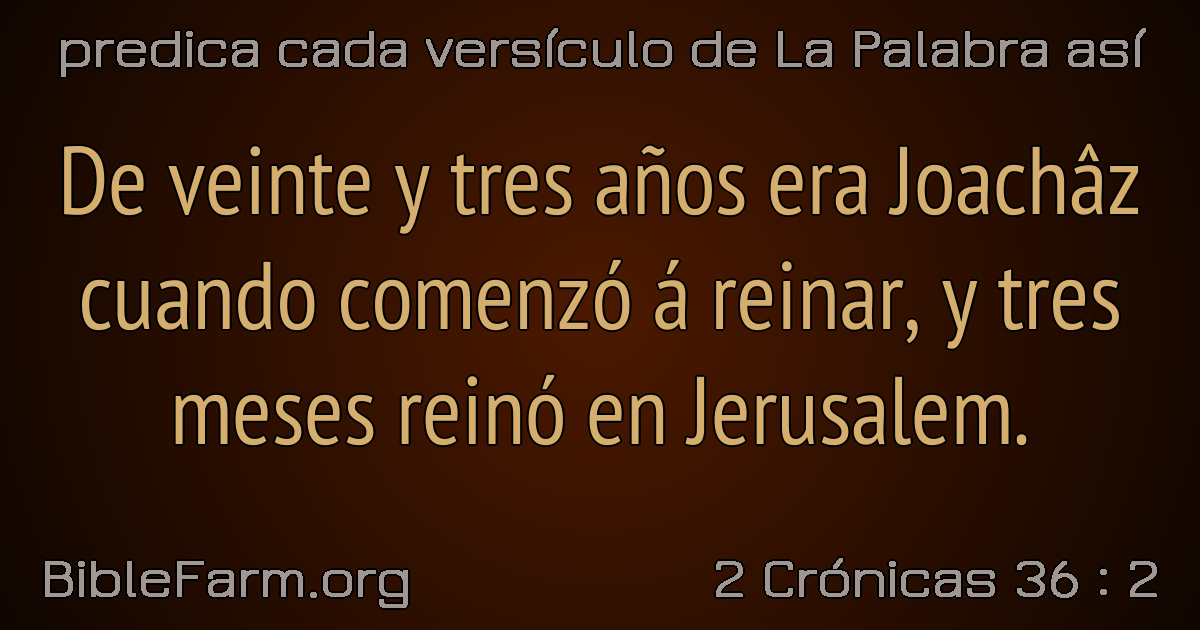 predica cada versículo de La Palabra así
De veinte y tres años era Joachâz
cuando comenzó á reinar, y tres
meses reinó en Jerusalem.
BibleFarm.org
2 Crónicas 36 : 2